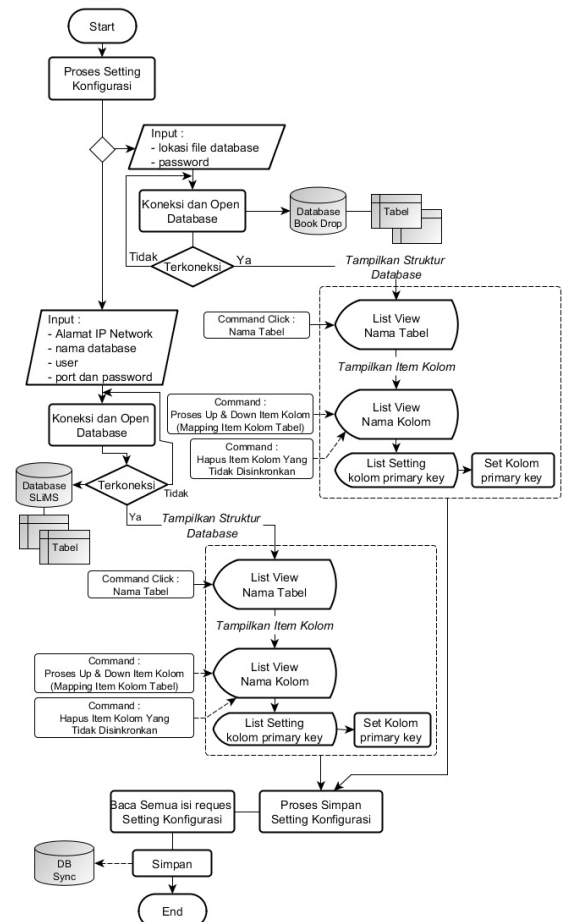 Start
Proses Setting
Konfigurasi
Input :
- lokasi file database
- password
Koneksi dan Open
Database
Database
Book Drop
Tabel
Tidak
Terkoneksi
Ya
Tampilkan Struktur
Database
Command Click :
Nama Tabel
List View
Nama Tabel
Tampilkan Item Kolom
Command :
Proses Up & Down Item Kolom
(Mapping Item Kolom Tabel)
List View
Nama Kolom
Command :
Hapus Item Kolom Yang
Tidak Disinkronkan
List Setting
kolom primary key
Set Kolom
primary key
Input :
- Alamat IP Network
- nama database
- user
- port dan password
Koneksi dan Open
Database
Database
SLiMS
Terkoneksi
Tidak
Tabel
Ya
Tampilkan Struktur
Database
Command Click :
Nama Tabel
List View
Nama Tabel
Tampilkan Item Kolom
Command :
Proses Up & Down Item Kolom
(Mapping Item Kolom Tabel)
List View
Nama Kolom
Command :
Hapus Item Kolom Yang
Tidak Disinkronkan
List Setting
kolom primary key
Set Kolom
primary key
Baca Semua isi reques
Setting Konfigurasi
Proses Simpan
Setting Konfigurasi
DB
Sync
Simpan
End